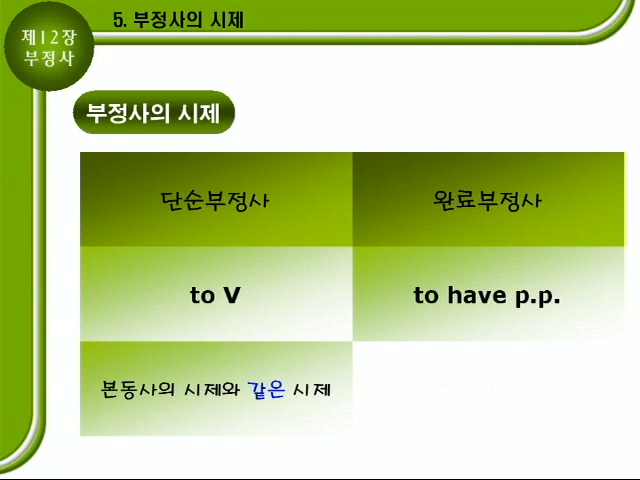 5. 부정사의 시제
제12장
부정사
부정사의 시제
단순부정사
완료부정사
to V
to have p.p.
본동사의 시제와 같은 시제